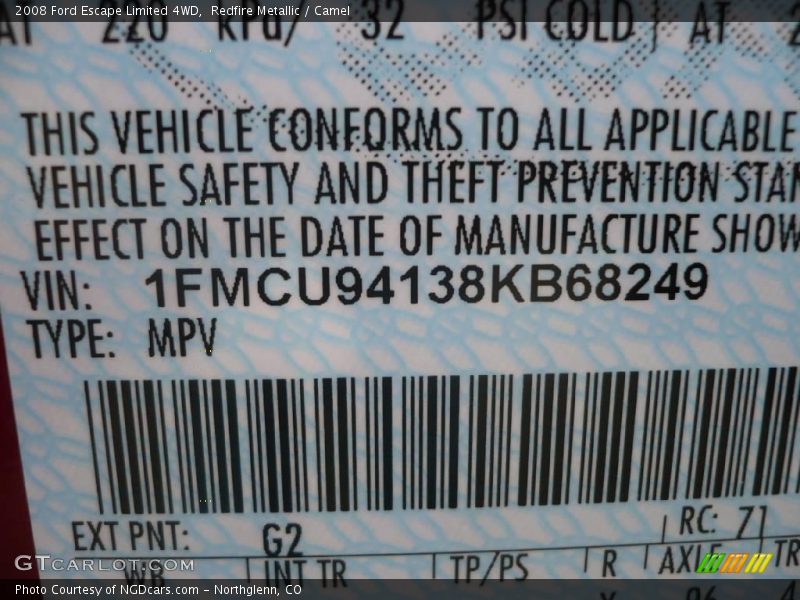 2008 Ford Escape Limited 4WD, Redfire Metallic / Camel
AT 220 kPa/ 32 PSI COLD AT
THIS VEHICLE CONFORMS TO ALL APPLICABLE
VEHICLE SAFETY AND THEFT PREVENTION STAN
EFFECT ON THE DATE OF MANUFACTURE SHOW
VIN: 1FMCU94138KB68249
TYPE: MPV
EXT PNT: G2 RC: 71
WB INT TR TP/PS R AXLE TR
GTcarlot.com
Photo Courtesy of NGDcars.com - Northglenn, CO